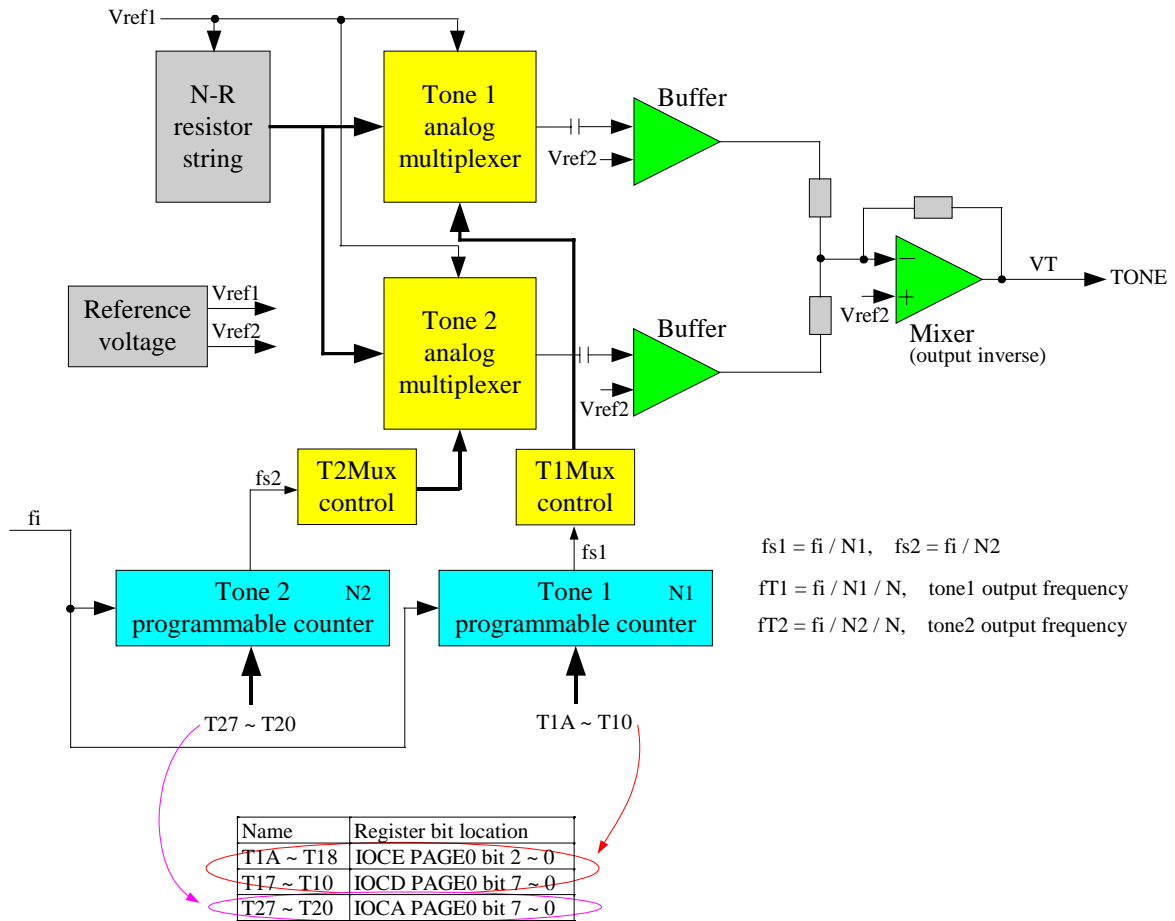 Vref1
N-R
resistor
string
Tone 1
analog
multiplexer
Buffer
Vref2
Reference
voltage
Vref1
Vref2
Tone 2
analog
multiplexer
Buffer
Vref2
−
+
Vref2
VT
TONE
Mixer
(output inverse)
T2Mux
control
T1Mux
control
fs2
fi
fs1
Tone 2 N2
programmable counter
Tone 1 N1
programmable counter
fs1 = fi / N1, fs2 = fi / N2
fT1 = fi / N1 / N, tone1 output frequency
fT2 = fi / N2 / N, tone2 output frequency
T27 ~ T20
T1A ~ T10
Name Register bit location
T1A ~ T18 IOCE PAGE0 bit 2 ~ 0
T17 ~ T10 IOCD PAGE0 bit 7 ~ 0
T27 ~ T20 IOCA PAGE0 bit 7 ~ 0